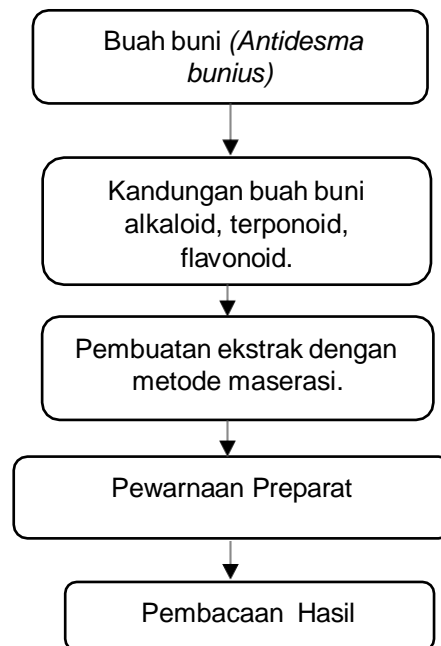 Buah buni (Antidesma
bunius)
Kandungan buah buni
alkaloid, terponoid,
flavonoid.
Pembuatan ekstrak dengan
metode maserasi.
Pewarnaan Preparat
Pembacaan Hasil